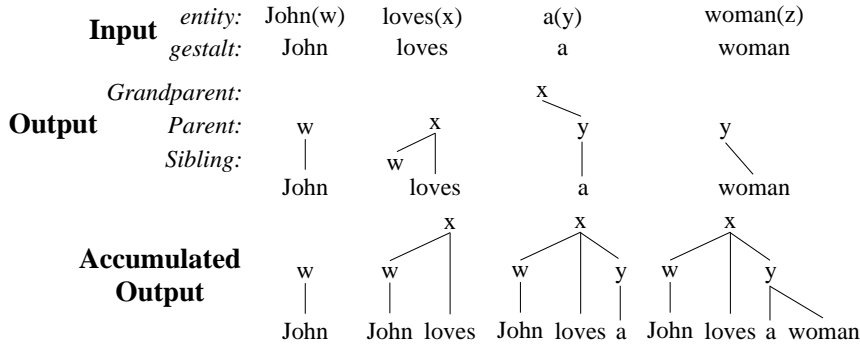 Input entity: John(w) loves(x) a(y) woman(z)
gestalt: John loves a woman
Grandparent: x
Output Parent: w x y y
Sibling: w
John loves a woman
x x x
Accumulated Output w w w y w y
John John loves John loves a John loves a woman